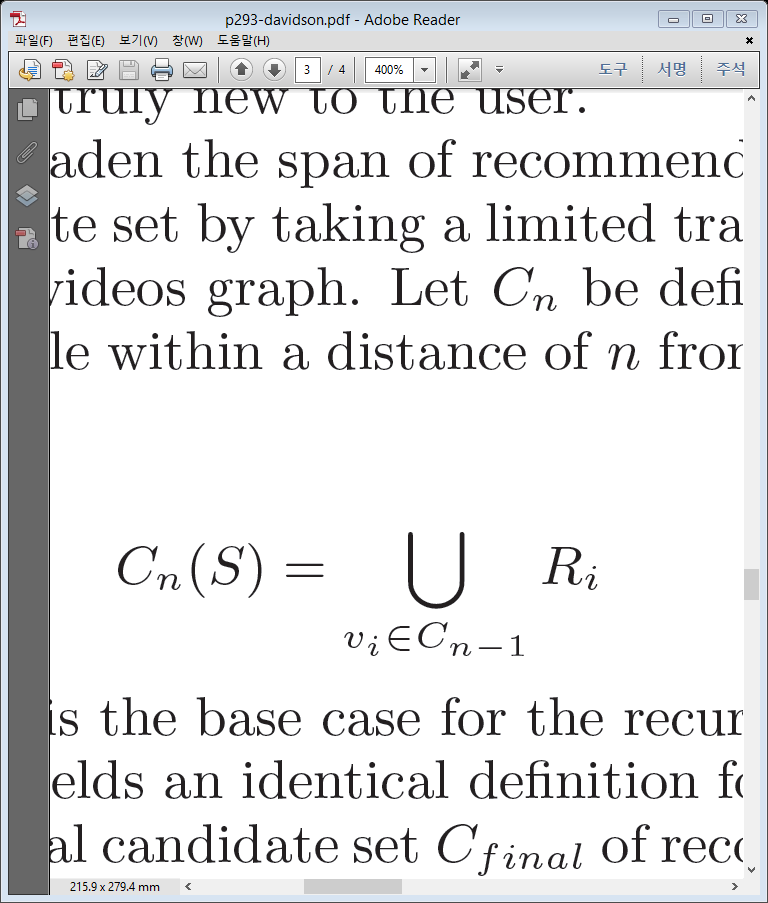 p293-davidson.pdf - Adobe Reader
파일(F) 편집(E) 보기(V) 창(W) 도움말(H)
3 / 4 400% 도구 서명 주석
truly new to the user.
aden the span of recommend
te set by taking a limited tra
videos graph. Let Cₙ be defi
le within a distance of n from
Cₙ(S) = ⋃ Rᵢ
vᵢ∈Cₙ₋₁
is the base case for the recur
elds an identical definition fo
al candidate set C_final of reco
215.9 x 279.4 mm